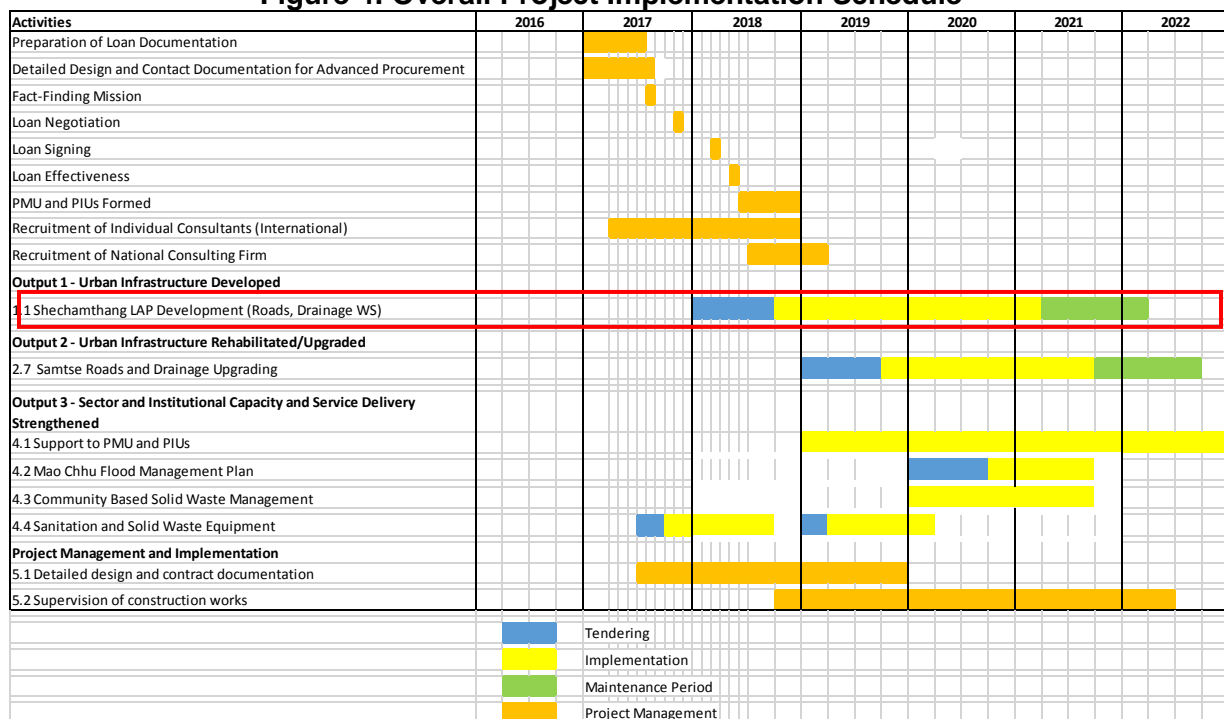 Figure 4: Overall Project Implementation Schedule
Activities 2016 2017 2018 2019 2020 2021 2022
Preparation of Loan Documentation
Detailed Design and Contact Documentation for Advanced Procurement
Fact-Finding Mission
Loan Negotiation
Loan Signing
Loan Effectiveness
PMU and PIUs Formed
Recruitment of Individual Consultants (International)
Recruitment of National Consulting Firm
Output 1 - Urban Infrastructure Developed
1.1 Shechamthang LAP Development (Roads, Drainage WS)
Output 2 - Urban Infrastructure Rehabilitated/Upgraded
2.7 Samtse Roads and Drainage Upgrading
Output 3 - Sector and Institutional Capacity and Service Delivery
Strengthened
4.1 Support to PMU and PIUs
4.2 Mao Chhu Flood Management Plan
4.3 Community Based Solid Waste Management
4.4 Sanitation and Solid Waste Equipment
Project Management and Implementation
5.1 Detailed design and contract documentation
5.2 Supervision of construction works
Tendering
Implementation
Maintenance Period
Project Management